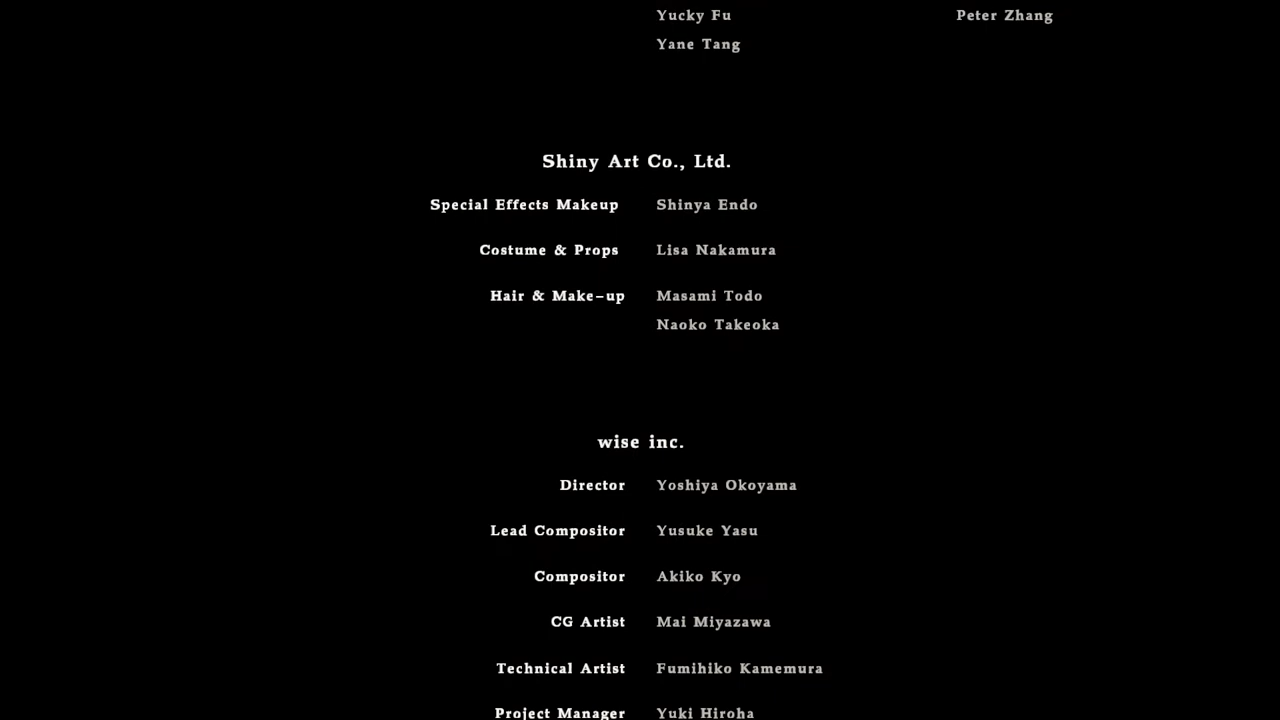 Yucky Fu Peter Zhang
Yane Tang
Shiny Art Co., Ltd.
Special Effects Makeup Shinya Endo
Costume & Props Lisa Nakamura
Hair & Make-up Masami Todo
Naoko Takeoka
wise inc.
Director Yoshiya Okoyama
Lead Compositor Yusuke Yasu
Compositor Akiko Kyo
CG Artist Mai Miyazawa
Technical Artist Fumihiko Kamemura
Project Manager Yuki Hiroha